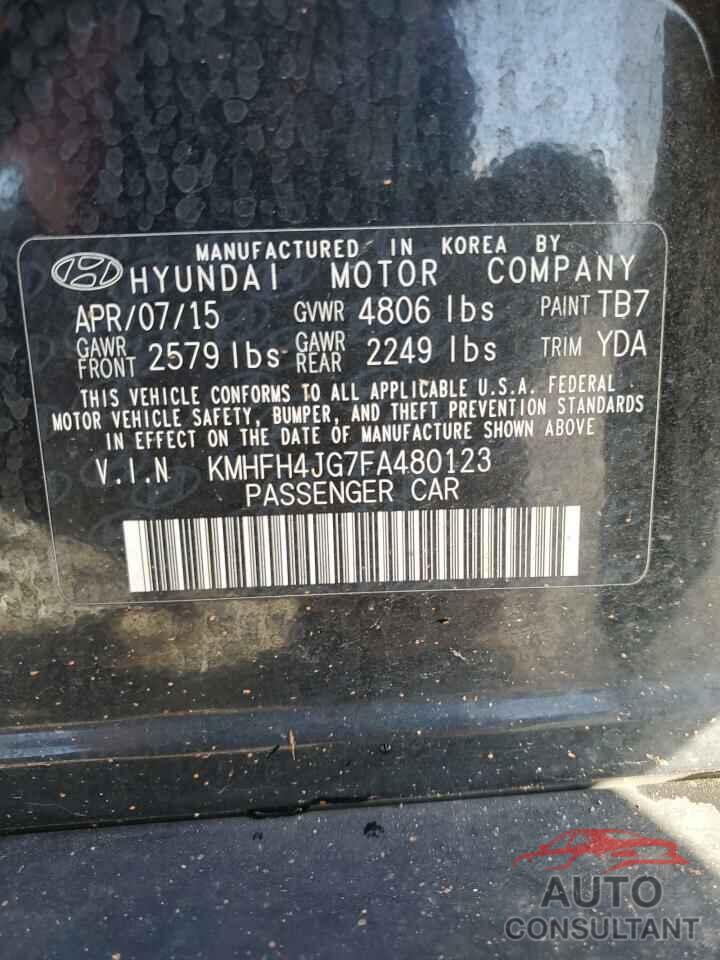 MANUFACTURED IN KOREA BY
HYUNDAI MOTOR COMPANY
APR/07/15 GVWR 4806 lbs PAINT TB7
GAWR FRONT 2579 lbs GAWR REAR 2249 lbs TRIM YDA
THIS VEHICLE CONFORMS TO ALL APPLICABLE U.S.A. FEDERAL
MOTOR VEHICLE SAFETY, BUMPER, AND THEFT PREVENTION STANDARDS
IN EFFECT ON THE DATE OF MANUFACTURE SHOWN ABOVE
V.I.N KMHFH4JG7FA480123
PASSENGER CAR
AUTO
CONSULTANT